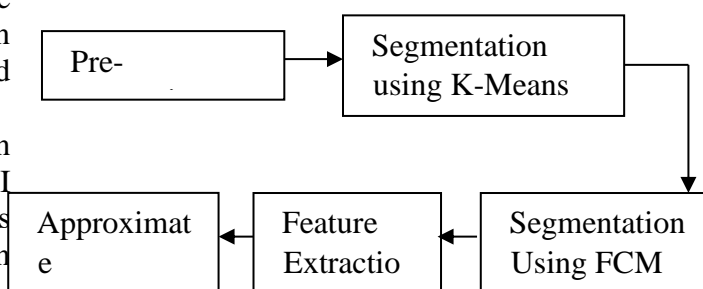 c
n
d
n
I
s
n
Pre-
Segmentation
using K-Means
Segmentation
Using FCM
Feature
Extractio
Approximat
e